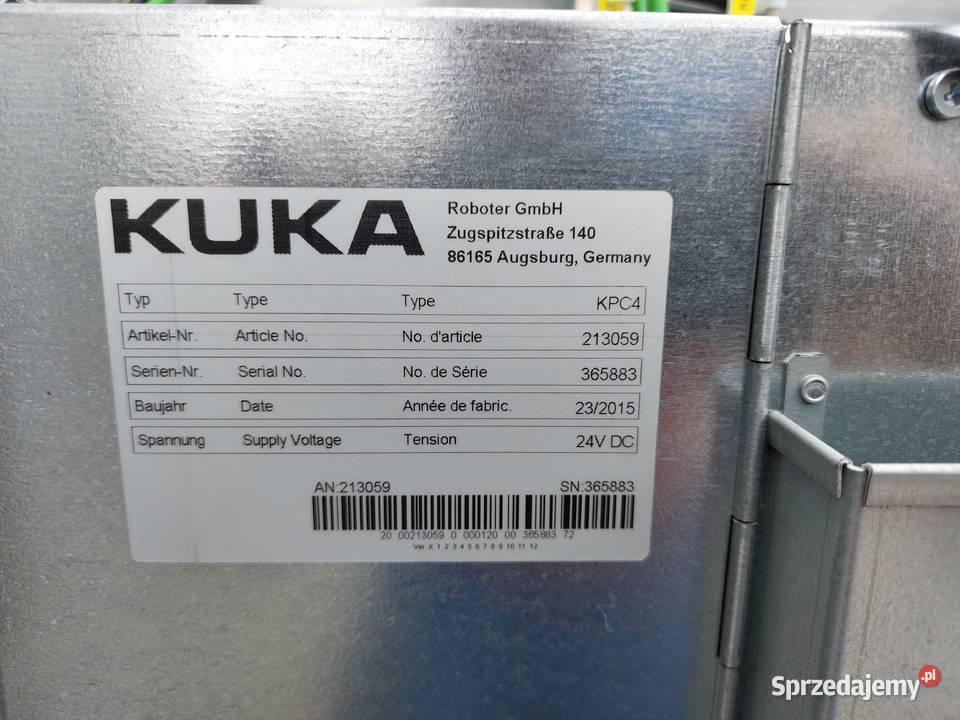 KUKA
Roboter GmbH
Zugspitzstraße 140
86165 Augsburg, Germany
Typ Type Type KPC4
Artikel-Nr. Article No. No. d'article 213059
Serien-Nr. Serial No. No. de Série 365883
Baujahr Date Année de fabric. 23/2015
Spannung Supply Voltage Tension 24V DC
AN:213059 SN:365883
20 00213059 0 000120 00 365883 72
Ver.X 1 2 3 4 5 6 7 8 9 10 11 12
Sprzedajemy.pl